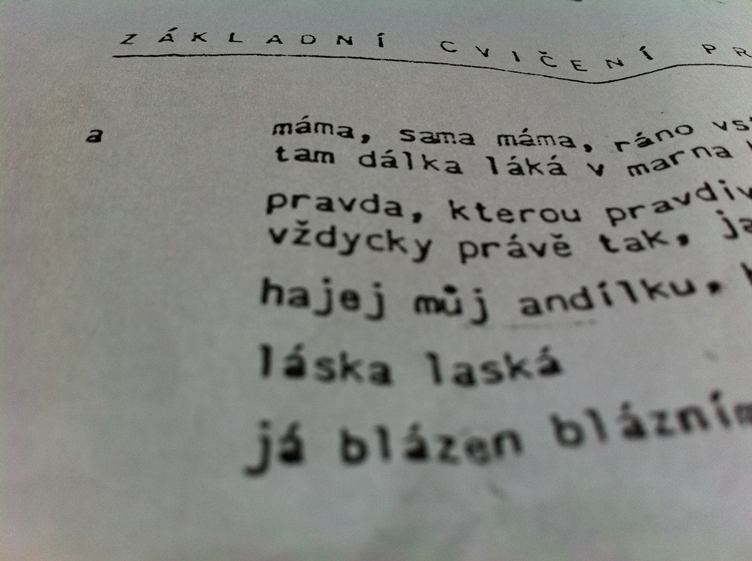 ZÁKLADNÍ CVIČENÍ
a
máma, sama máma, ráno
tam dálka láká v marna
pravda, kterou
vždycky právě tak,
hajej můj andílku,
láska laská
já blázen